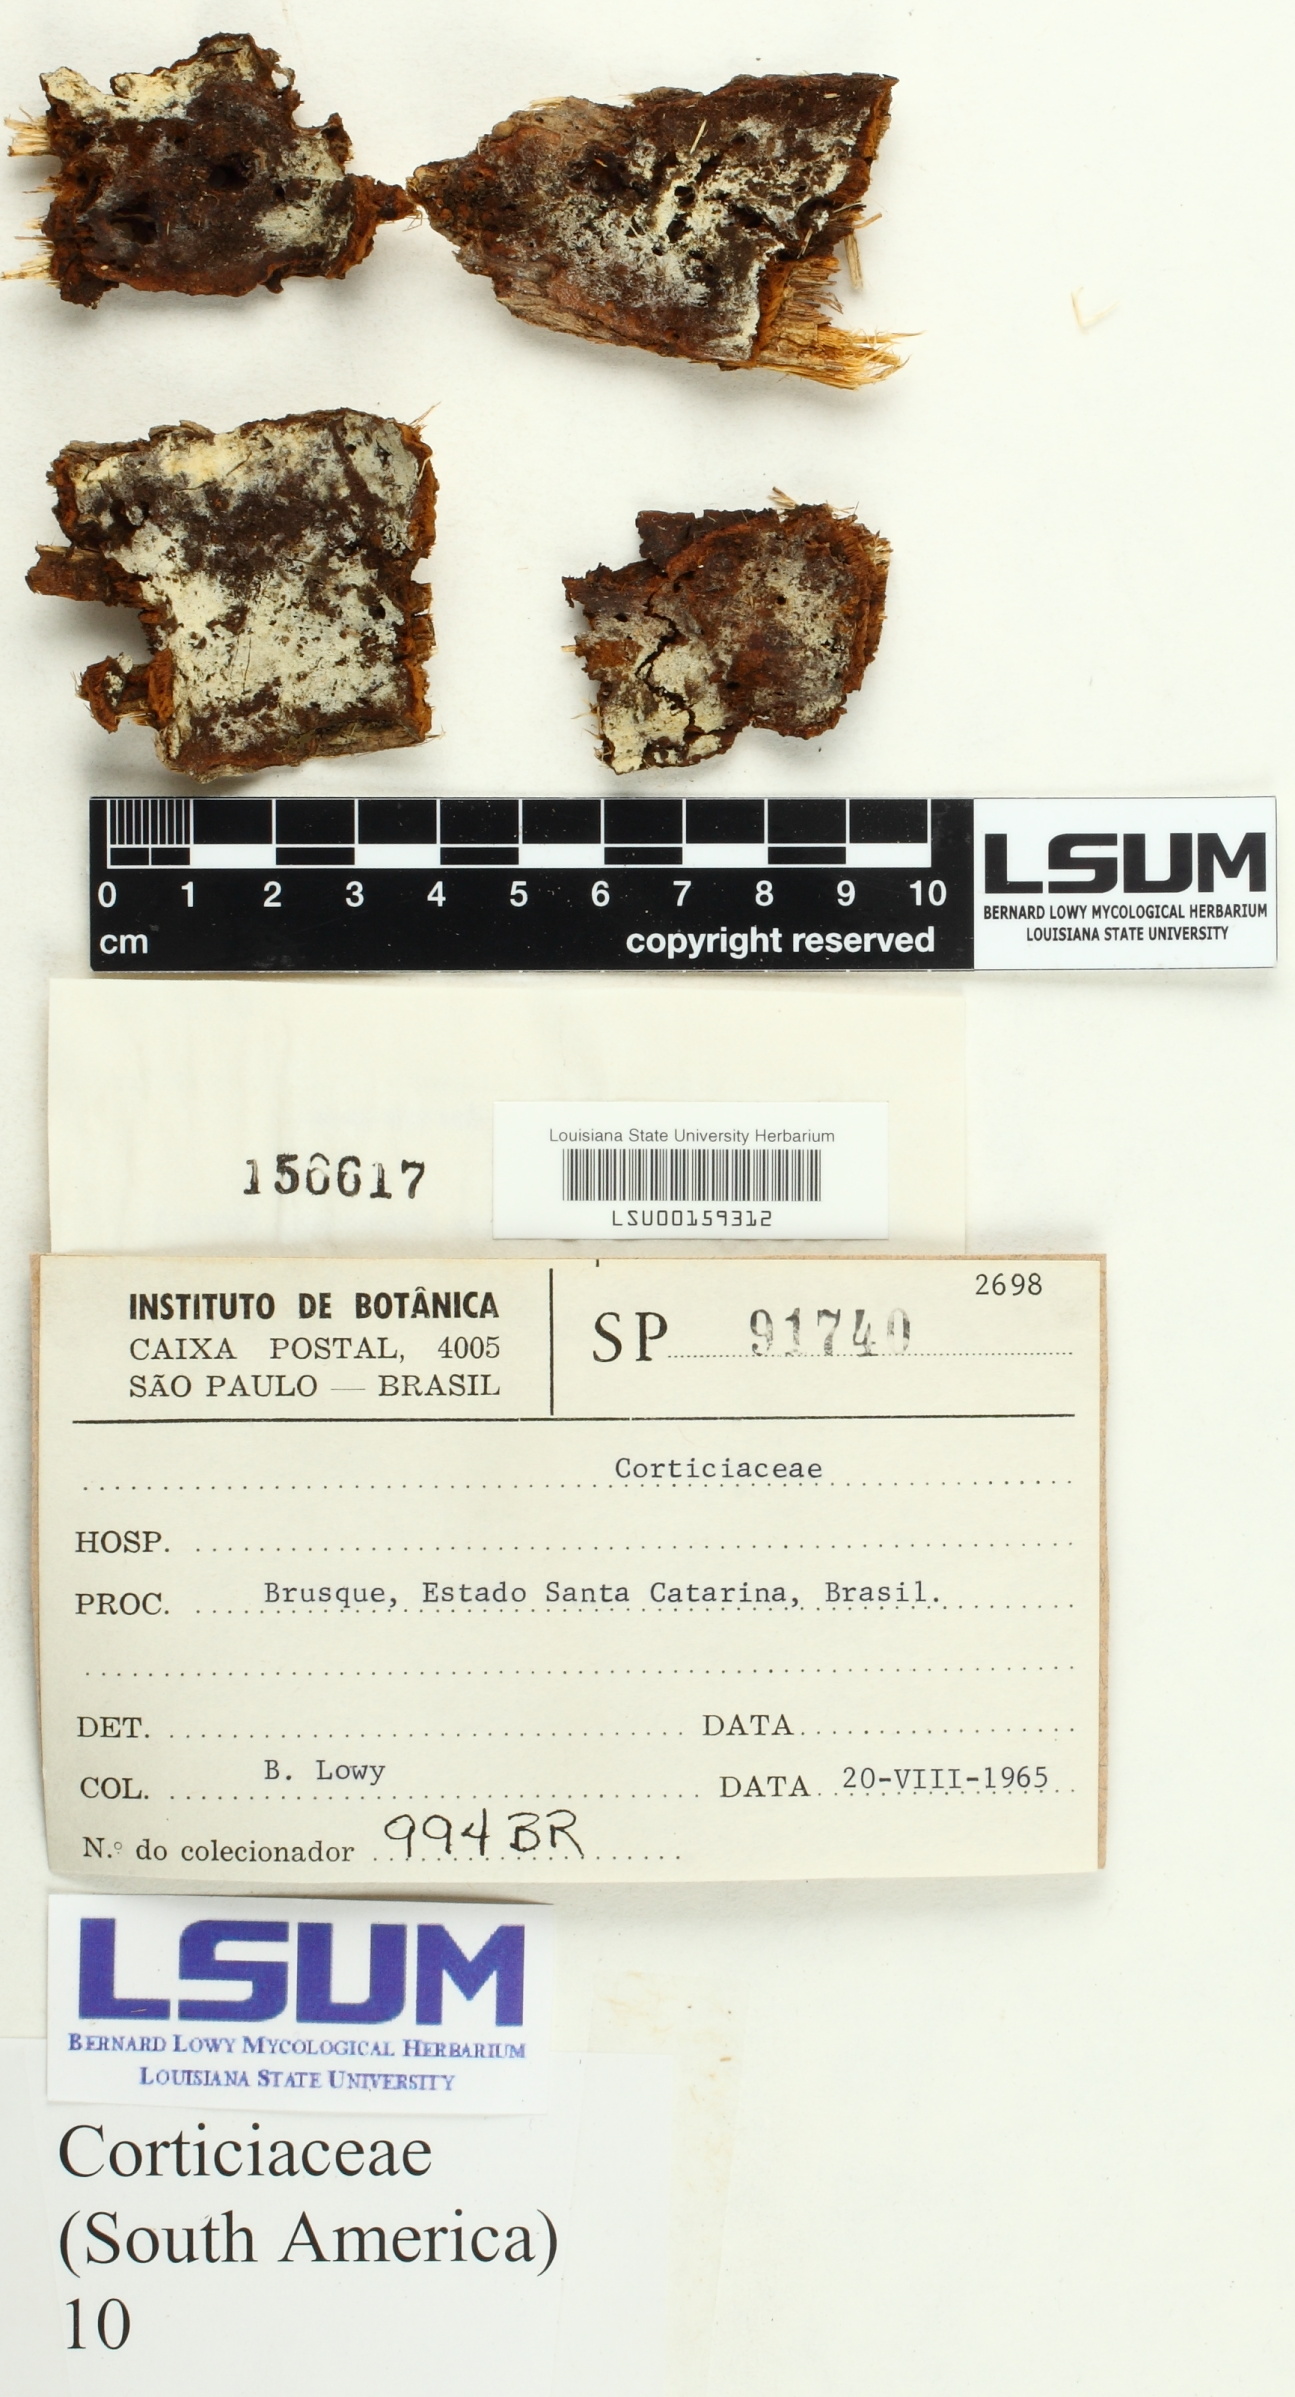 0 1 2 3 4 5 6 7 8 9 10
cm copyright reserved
LSUM
BERNARD LOWY MYCOLOGICAL HERBARIUM
LOUISIANA STATE UNIVERSITY
Louisiana State University Herbarium
LSU00159312
156617
2698
INSTITUTO DE BOTÂNICA
CAIXA POSTAL, 4005
SÃO PAULO — BRASIL
SP 91740
Corticiaceae
HOSP.
PROC. Brusque, Estado Santa Catarina, Brasil.
DET. DATA
COL. B. Lowy DATA 20-VIII-1965
N.º do colecionador 994 BR
LSUM
BERNARD LOWY MYCOLOGICAL HERBARIUM
LOUISIANA STATE UNIVERSITY
Corticiaceae
(South America)
10